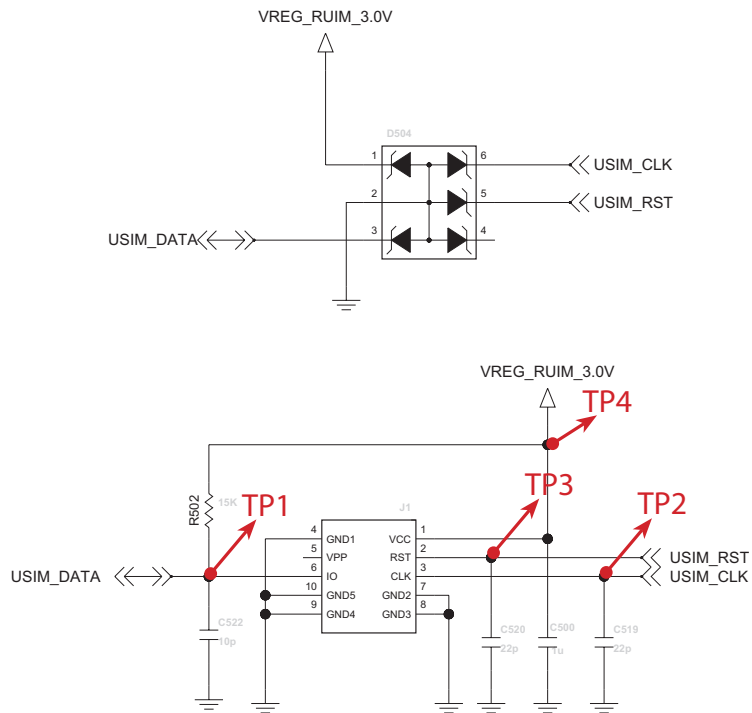 VREG_RUIM_3.0V
D504
1 6 USIM_CLK
2 5 USIM_RST
USIM_DATA 3 4
VREG_RUIM_3.0V
TP4
R502 15K TP1 J1 TP3 TP2
4 GND1 VCC 1
5 VPP RST 2 USIM_RST
USIM_DATA 6 IO CLK 3 USIM_CLK
10 GND5 GND2 7
9 GND4 GND3 8
C522 C520 C500 C519
10p 22p 1u 22p